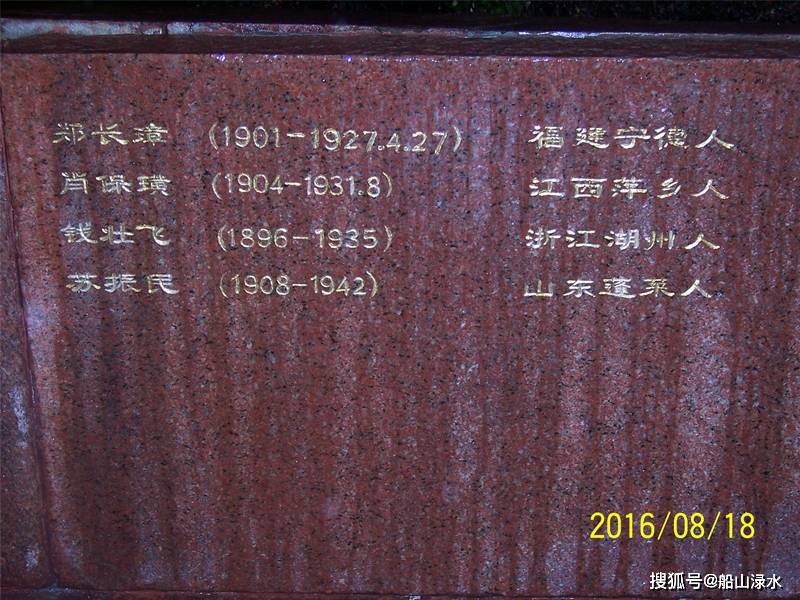 郑长璋 (1901-1927.4.27) 福建宁德人
肖保璜 (1904-1931.8) 江西萍乡人
钱壮飞 (1896-1935) 浙江湖州人
苏振民 (1908-1942) 山东蓬莱人
2016/08/18
搜狐号@船山渌水